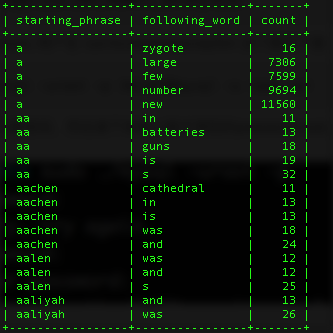 +-----------------+----------------+-------+
| starting_phrase | following_word | count |
+-----------------+----------------+-------+
| a               | zygote         |    16 |
| a               | large          |  7306 |
| a               | few            |  7599 |
| a               | number         |  9694 |
| a               | new            | 11560 |
| aa              | in             |    11 |
| aa              | batteries      |    13 |
| aa              | guns           |    18 |
| aa              | is             |    19 |
| aa              | s              |    32 |
| aachen          | cathedral      |    11 |
| aachen          | in             |    13 |
| aachen          | is             |    13 |
| aachen          | was            |    18 |
| aachen          | and            |    24 |
| aalen           | was            |    12 |
| aalen           | and            |    12 |
| aalen           | s              |    25 |
| aaliyah         | and            |    13 |
| aaliyah         | was            |    26 |
+-----------------+----------------+-------+